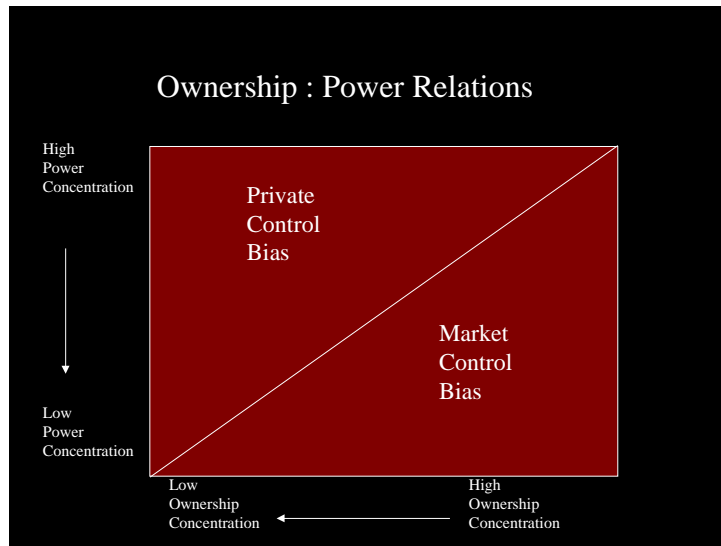 Ownership : Power Relations
High
Power
Concentration
Private
Control
Bias
Market
Control
Bias
Low
Power
Concentration
Low
Ownership
Concentration
High
Ownership
Concentration